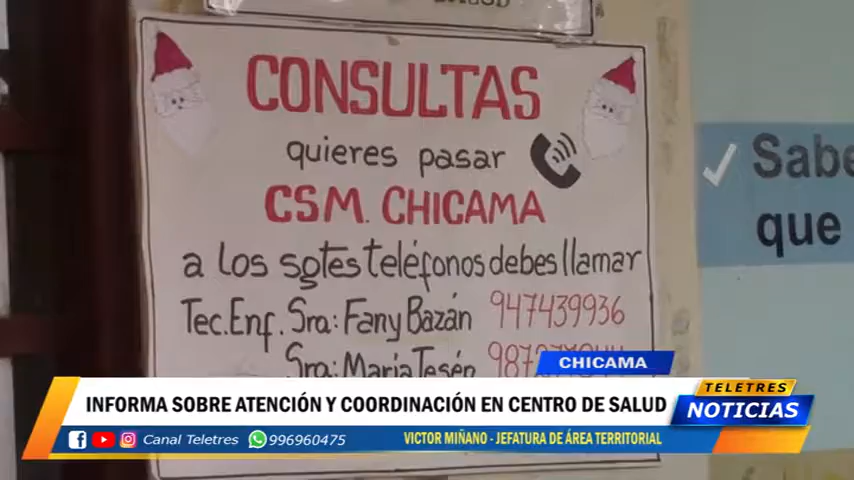 CONSULTAS
quieres pasar
CSM. CHICAMA
a los sgtes teléfonos debes llamar
Tec. Enf. Sra: Fany Bazán 947439936
Sra: María Tesén
Sabe
que
CHICAMA
INFORMA SOBRE ATENCIÓN Y COORDINACIÓN EN CENTRO DE SALUD
TELETRES
NOTICIAS
Canal Teletres 996960475
VICTOR MIÑANO - JEFATURA DE ÁREA TERRITORIAL